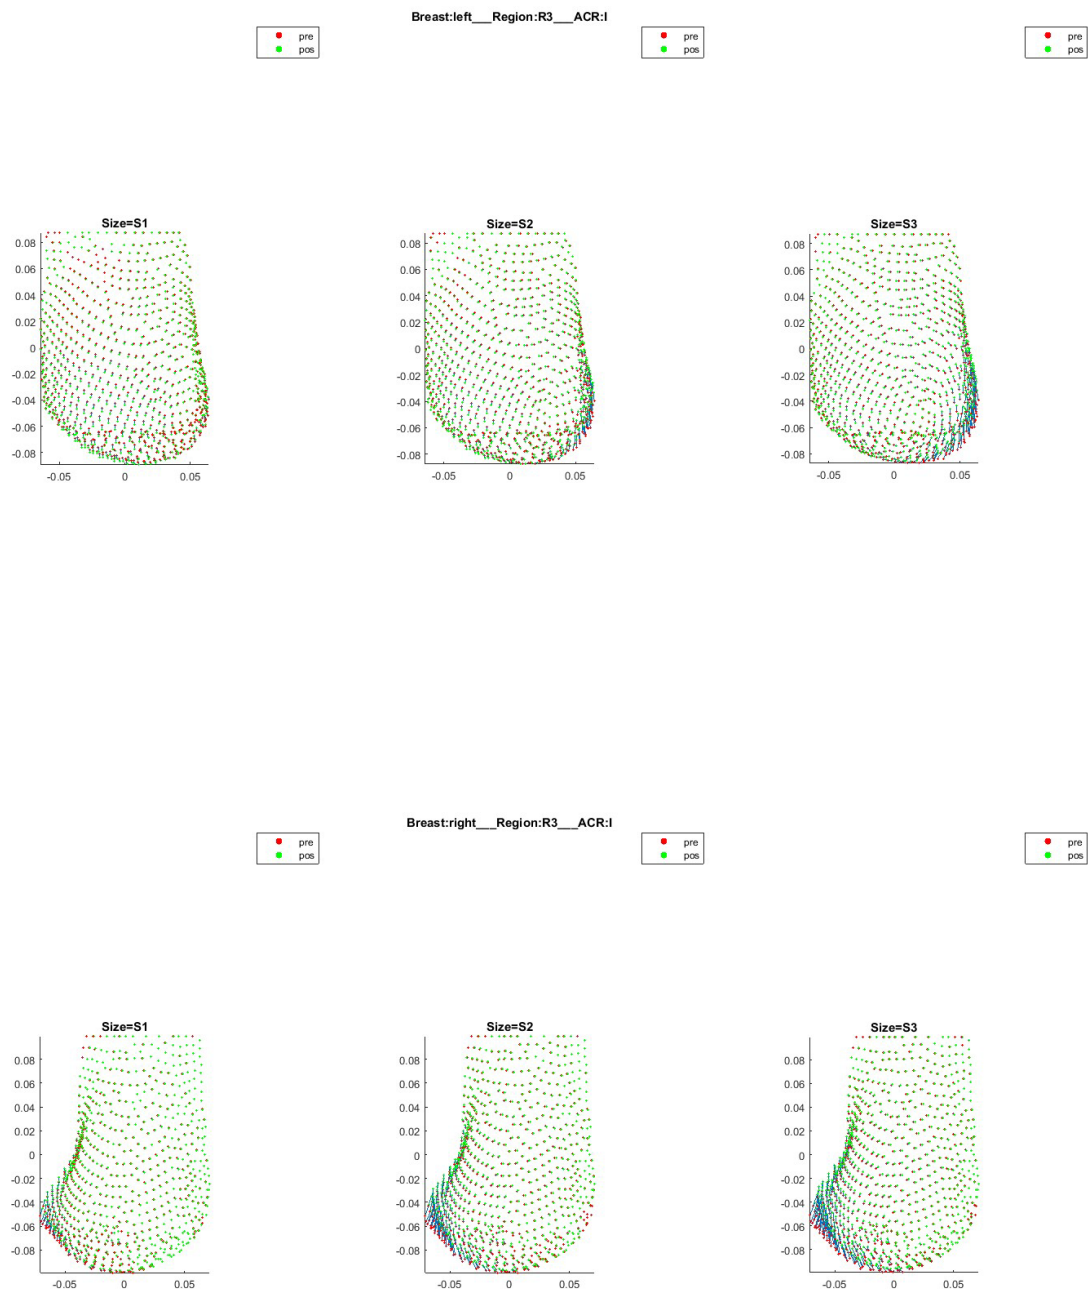 Breast:left___Region:R3___ACR:I
pre pre pre
pos pos pos
Size=S1 Size=S2 Size=S3
0.08 0.08 0.08
0.06 0.06 0.06
0.04 0.04 0.04
0.02 0.02 0.02
0 0 0
-0.02 -0.02 -0.02
-0.04 -0.04 -0.04
-0.06 -0.06 -0.06
-0.08 -0.08 -0.08
-0.05 0 0.05 -0.05 0 0.05 -0.05 0 0.05
Breast:right___Region:R3___ACR:I
pre pre pre
pos pos pos
Size=S1 Size=S2 Size=S3
0.08 0.08 0.08
0.06 0.06 0.06
0.04 0.04 0.04
0.02 0.02 0.02
0 0 0
-0.02 -0.02 -0.02
-0.04 -0.04 -0.04
-0.06 -0.06 -0.06
-0.08 -0.08 -0.08
-0.05 0 0.05 -0.05 0 0.05 -0.05 0 0.05